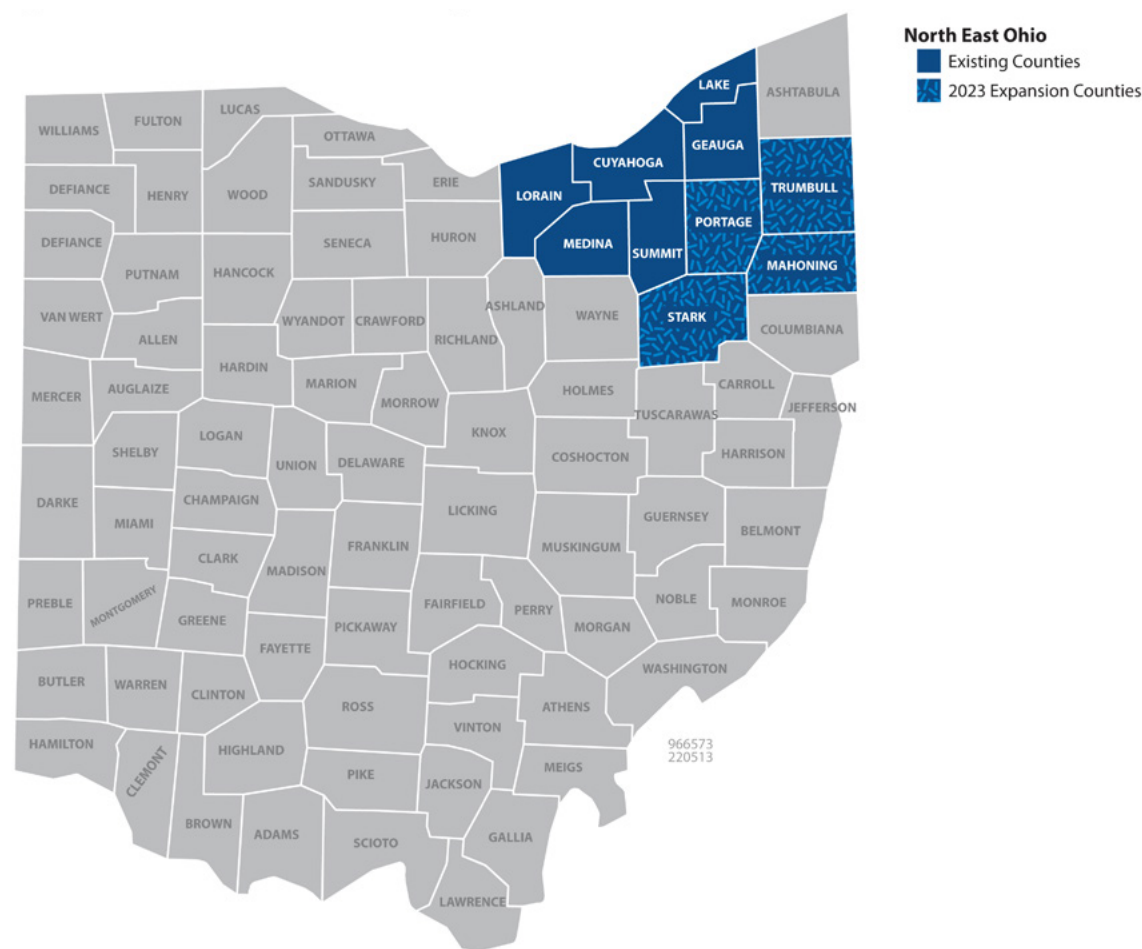 North East Ohio
Existing Counties
2023 Expansion Counties
LAKE
ASHTABULA
LUCAS
FULTON
WILLIAMS
OTTAWA
GEAUGA
CUYAHOGA
SANDUSKY
ERIE
DEFIANCE
HENRY
WOOD
LORAIN
TRUMBULL
PORTAGE
DEFIANCE
SENECA
HURON
MEDINA
SUMMIT
MAHONING
PUTNAM
HANCOCK
ASHLAND
VAN WERT
WYANDOT
CRAWFORD
WAYNE
STARK
COLUMBIANA
ALLEN
RICHLAND
HARDIN
MERCER
AUGLAIZE
MARION
MORROW
HOLMES
CARROLL
TUSCARAWAS
JEFFERSON
LOGAN
KNOX
SHELBY
UNION
DELAWARE
COSHOCTON
HARRISON
DARKE
CHAMPAIGN
MIAMI
LICKING
GUERNSEY
BELMONT
CLARK
MADISON
FRANKLIN
MUSKINGUM
PREBLE
MONTGOMERY
GREENE
FAIRFIELD
PERRY
NOBLE
MONROE
PICKAWAY
MORGAN
FAYETTE
HOCKING
WASHINGTON
BUTLER
WARREN
CLINTON
ROSS
ATHENS
VINTON
HAMILTON
CLEMONT
HIGHLAND
PIKE
JACKSON
MEIGS
966573
220513
BROWN
ADAMS
SCIOTO
GALLIA
LAWRENCE